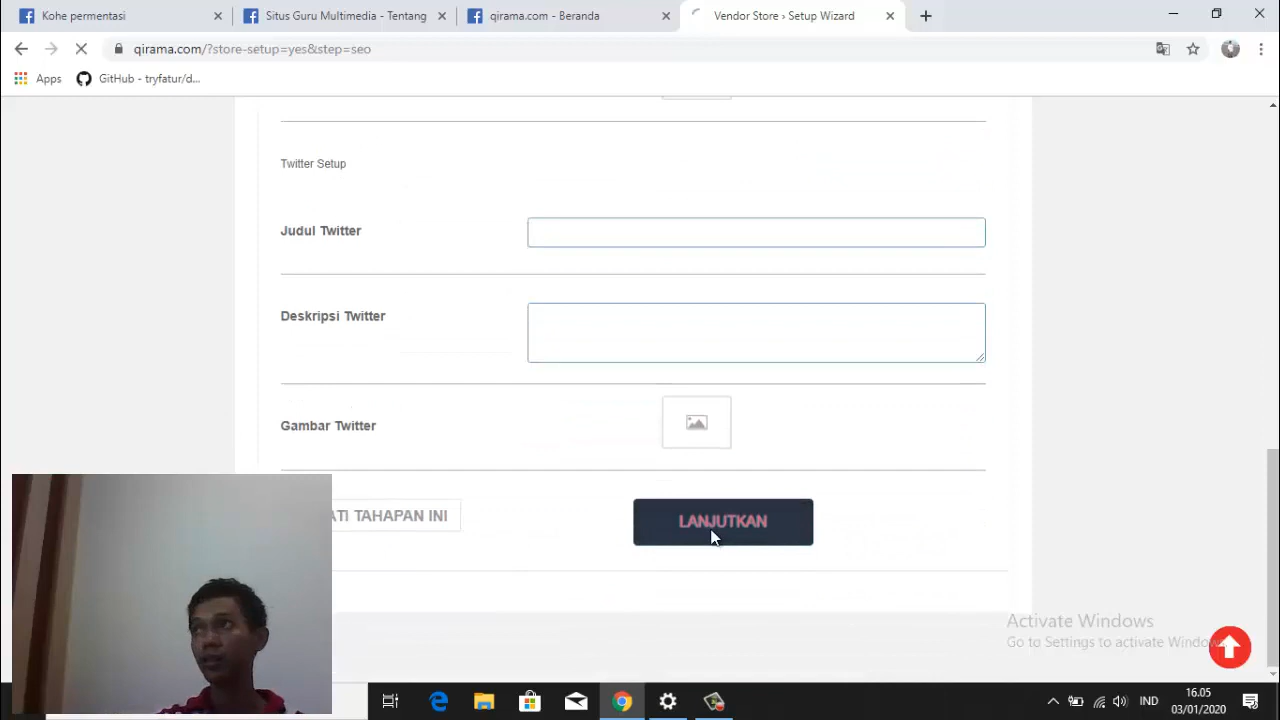 Kohe permentasi
Situs Guru Multimedia - Tentang
qirama.com - Beranda
Vendor Store › Setup Wizard
qirama.com/?store-setup=yes&step=seo
Apps
GitHub - tryfatur/d...
Twitter Setup
Judul Twitter
Deskripsi Twitter
Gambar Twitter
ATI TAHAPAN INI
LANJUTKAN
Activate Windows
Go to Settings to activate Windows
IND
16.05
03/01/2020